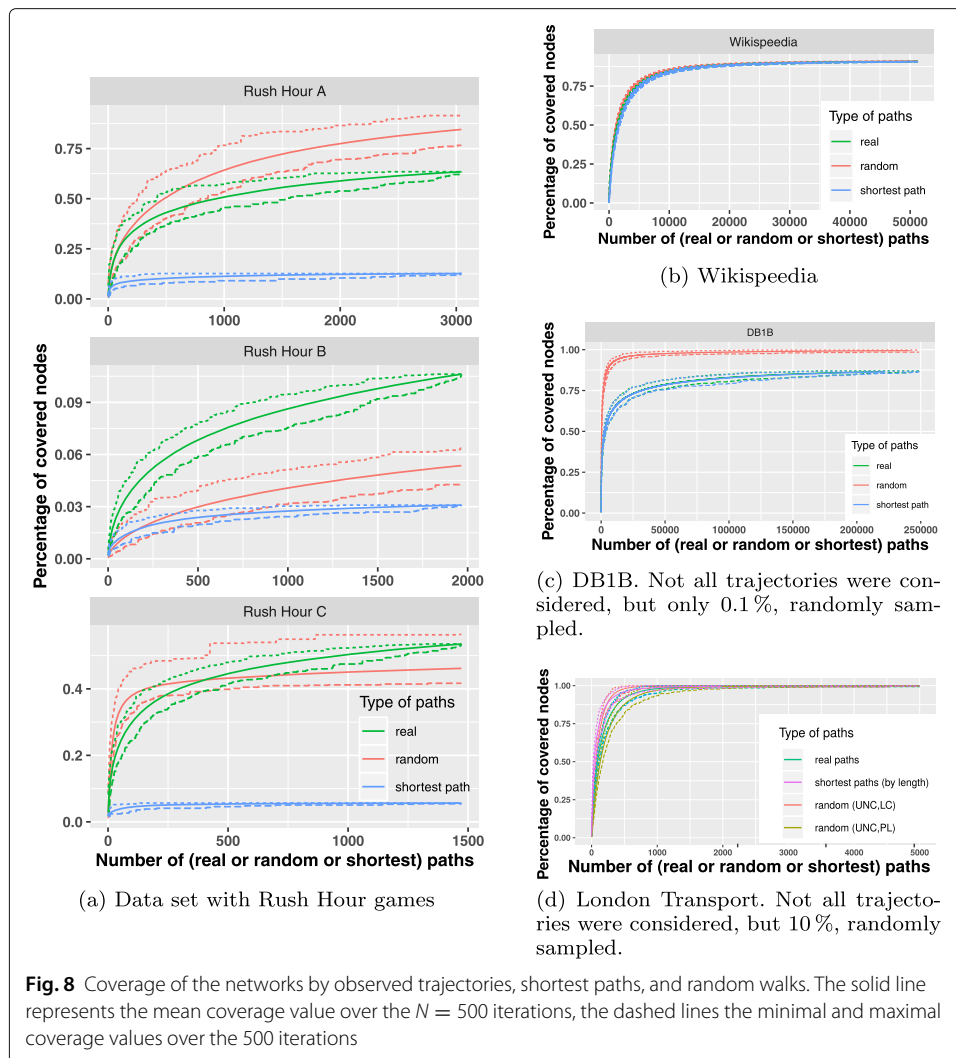 Rush Hour A
0.75
0.50
0.25
0.00
0
1000
2000
3000
Rush Hour B
Percentage of covered nodes
0.09
0.06
0.03
0.00
0
500
1000
1500
2000
Rush Hour C
0.4
0.2
0.0
Type of paths
real
random
shortest path
0
500
1000
1500
Number of (real or random or shortest) paths
(a) Data set with Rush Hour games
Wikispeedia
Percentage of covered nodes
0.75
0.50
0.25
0.00
Type of paths
real
random
shortest path
0
10000
20000
30000
40000
50000
Number of (real or random or shortest) paths
(b) Wikispeedia
DB1B
Percentage of covered nodes
1.00
0.75
0.50
0.25
0.00
Type of paths
real
random
shortest path
0
50000
100000
150000
200000
250000
Number of (real or random or shortest) paths
(c) DB1B. Not all trajectories were con-
sidered, but only 0.1 %, randomly sam-
pled.
Percentage of covered nodes
1.00
0.75
0.50
0.25
0.00
Type of paths
real paths
shortest paths (by length)
random (UNC,LC)
random (UNC,PL)
0
1000
2000
3000
4000
5000
Number of (real or random or shortest) paths
(d) London Transport. Not all trajecto-
ries were considered, but 10 %, randomly
sampled.
Fig. 8 Coverage of the networks by observed trajectories, shortest paths, and random walks. The solid line
represents the mean coverage value over the N = 500 iterations, the dashed lines the minimal and maximal
coverage values over the 500 iterations